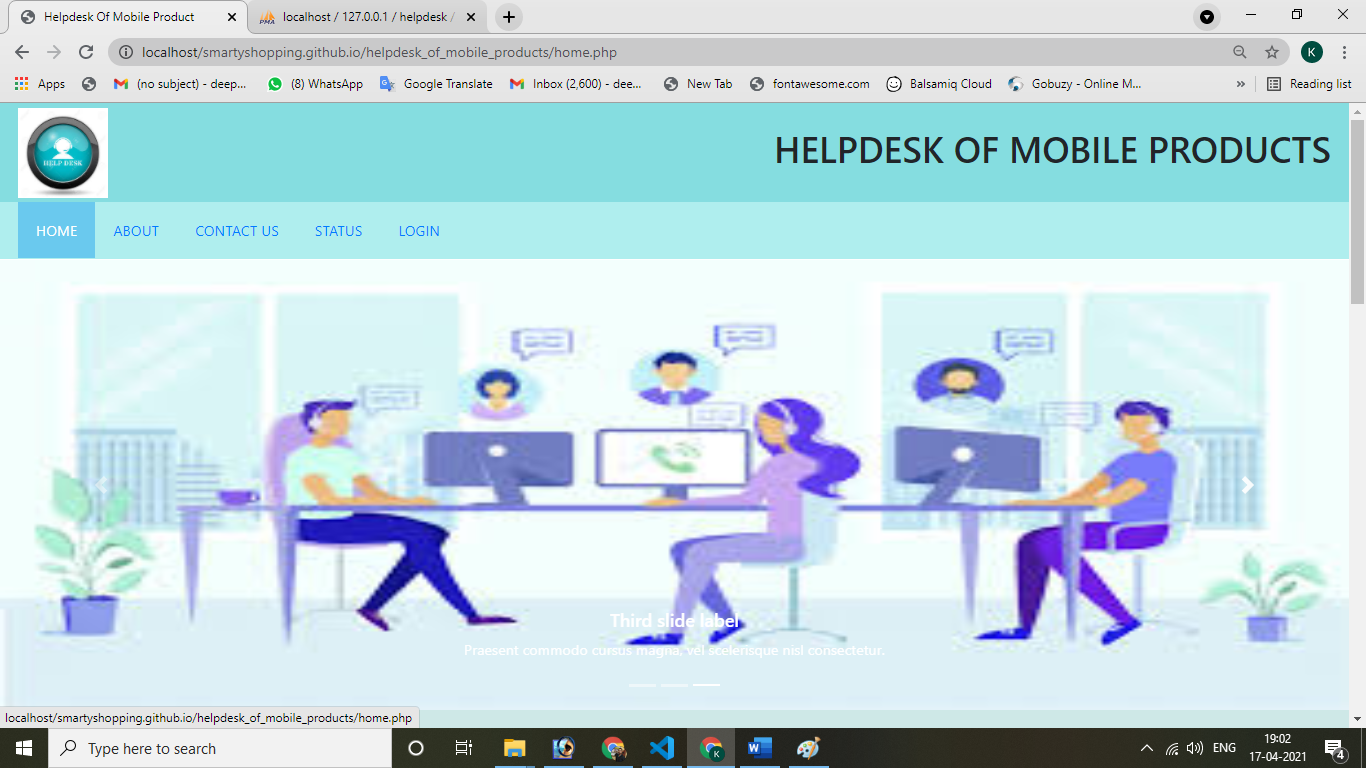 Helpdesk Of Mobile Product
localhost / 127.0.0.1 / helpdesk /
localhost/smartyshopping.github.io/helpdesk_of_mobile_products/home.php
K
Apps
(no subject) - deep...
(8) WhatsApp
Google Translate
Inbox (2,600) - dee...
New Tab
fontawesome.com
Balsamiq Cloud
Gobuzy - Online M...
»
Reading list
HELP DESK
HELPDESK OF MOBILE PRODUCTS
HOME
ABOUT
CONTACT US
STATUS
LOGIN
Third slide label
Praesent commodo cursus magna, vel scelerisque nisl consectetur.
localhost/smartyshopping.github.io/helpdesk_of_mobile_products/home.php
Type here to search
ENG
19:02
17-04-2021
4